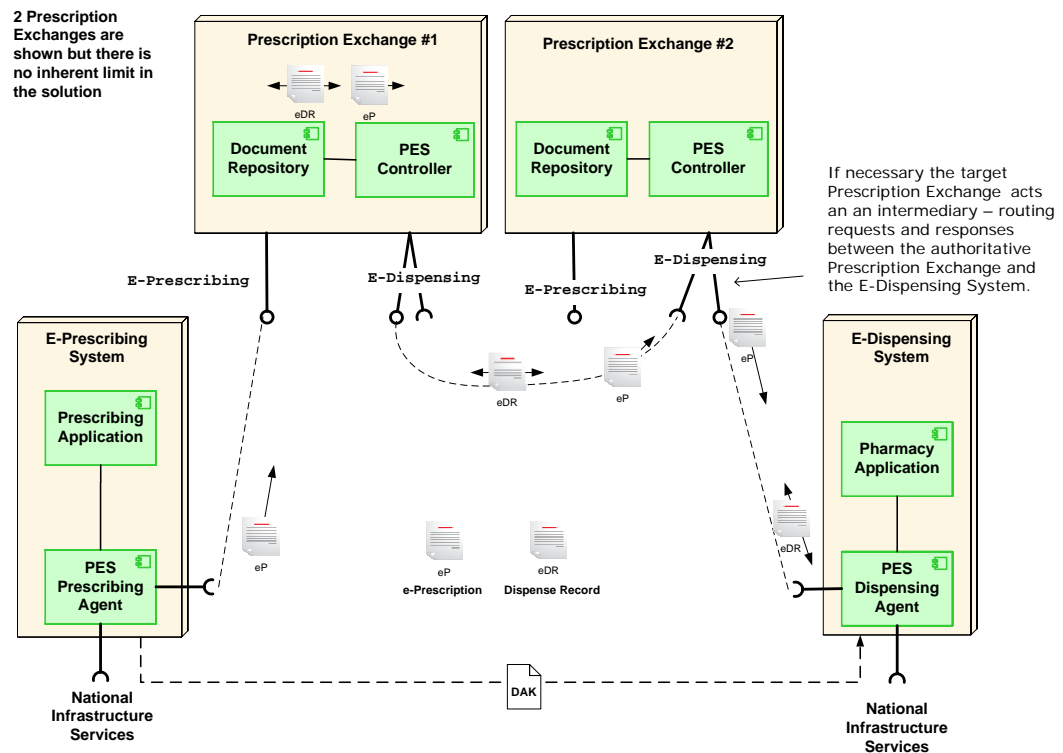 2 Prescription
Exchanges are
shown but there is
no inherent limit in
the solution
Prescription Exchange #1
eDR
eP
Document
Repository
PES
Controller
Prescription Exchange #2
Document
Repository
PES
Controller
If necessary the target
Prescription Exchange acts
an an intermediary – routing
requests and responses
between the authoritative
Prescription Exchange and
the E-Dispensing System.
E-Prescribing
E-Dispensing
E-Prescribing
E-Dispensing
E-Prescribing
System
Prescribing
Application
PES
Prescribing
Agent
National
Infrastructure
Services
eP
eDR
eP
eP
eP
e-Prescription
eDR
Dispense Record
E-Dispensing
System
Pharmacy
Application
eDR
PES
Dispensing
Agent
DAK
National
Infrastructure
Services